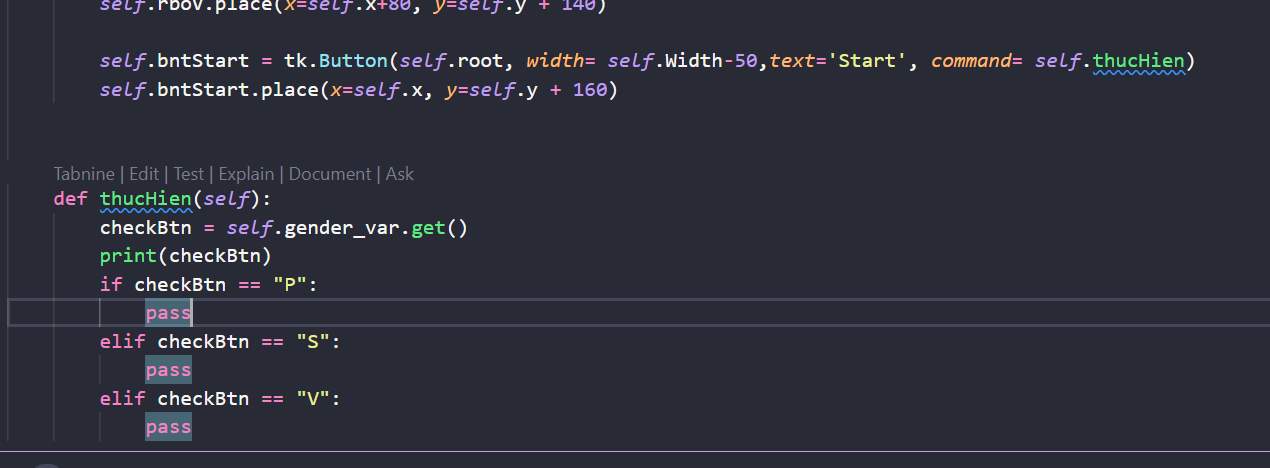 self.rbov.place(x=self.x+80, y=self.y + 140)
self.bntStart = tk.Button(self.root, width= self.Width-50,text='Start', command= self.thucHien)
self.bntStart.place(x=self.x, y=self.y + 160)
Tabnine | Edit | Test | Explain | Document | Ask
def thucHien(self):
checkBtn = self.gender_var.get()
print(checkBtn)
if checkBtn == "P":
pass
elif checkBtn == "S":
pass
elif checkBtn == "V":
pass